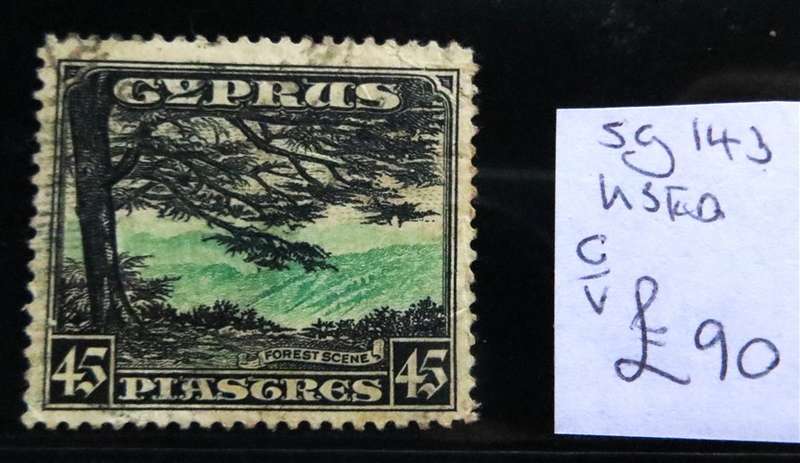 CYPRUS
FOREST SCENE
45 PIASTRES 45
sg 143
used
C/V
£90